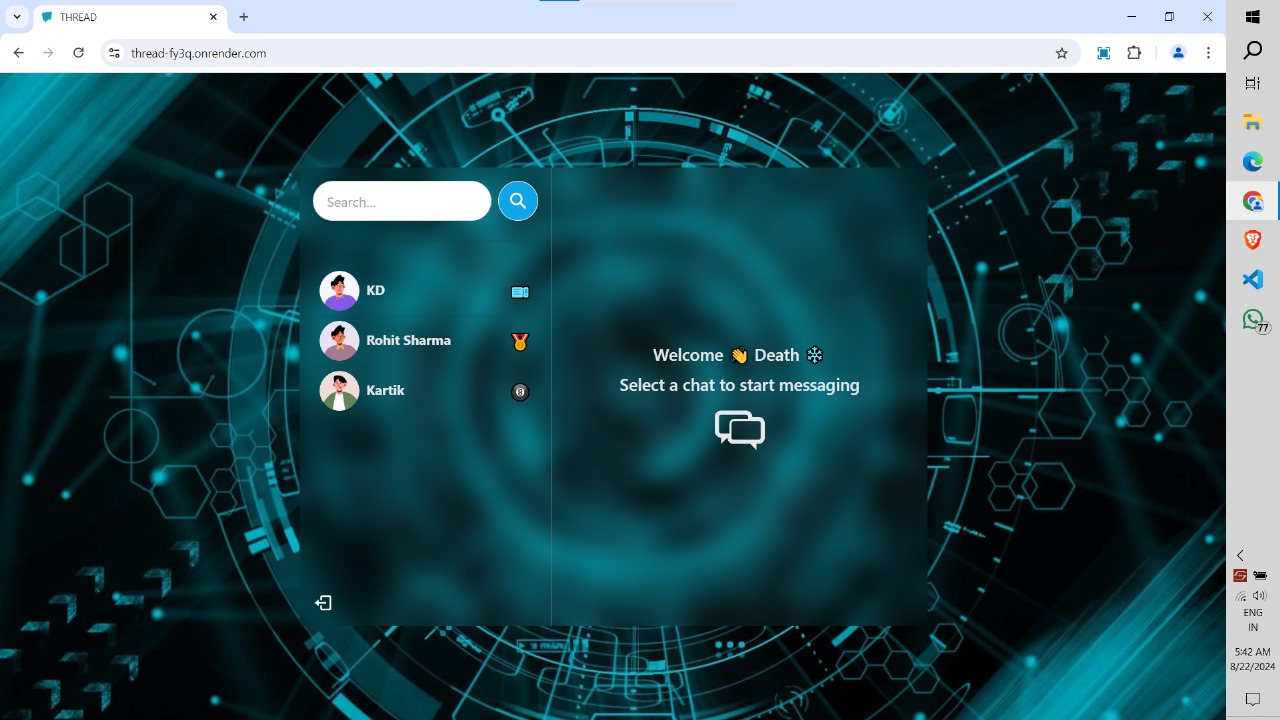 THREAD
thread-fy3q.onrender.com
Search...
KD
Rohit Sharma
Kartik
Welcome 👋 Death ❄
Select a chat to start messaging
77
ENG
IN
5:42 AM
8/22/2024